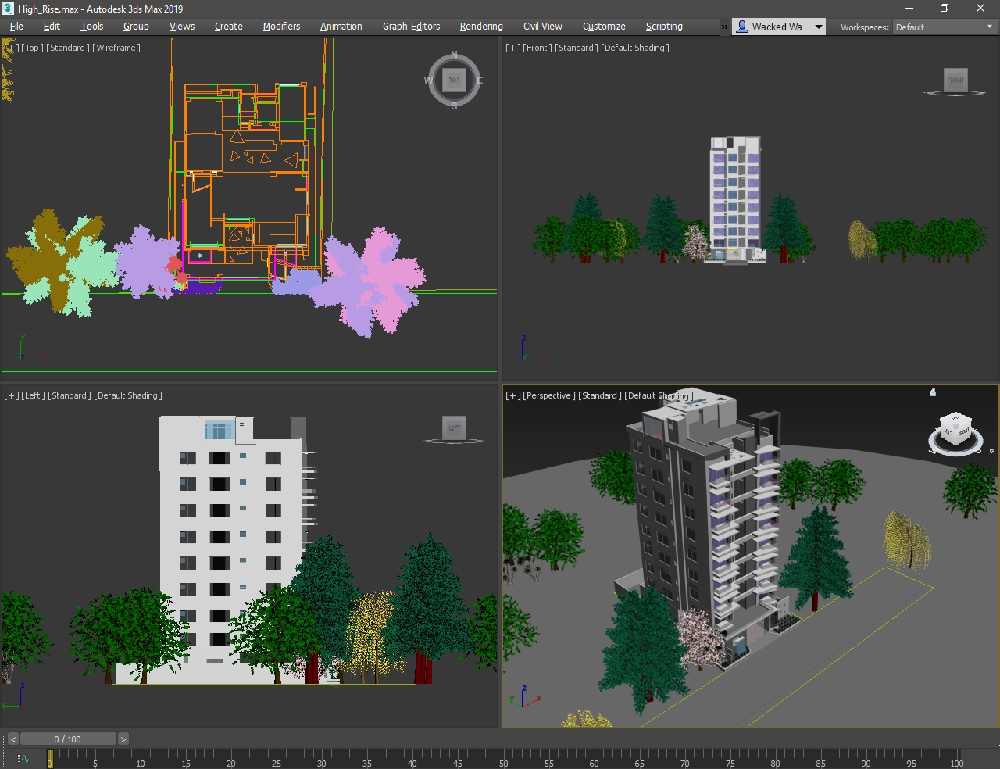 High_Rise.max - Autodesk 3ds Max 2019
File Edit Tools Group Views Create Modifiers Animation Graph Editors Rendering Civil View Customize Scripting » Wacked Wa Workspaces: Default
[Top] [Standard] [Wireframe]
[+] [Front] [Standard] [Default Shading]
N
W TOP E
S
FRONT
[+] [Left] [Standard] [Default Shading]
[+] [Perspective] [Standard] [Default Shading]
LEFT
< 0 / 100 >
0 5 10 15 20 25 30 35 40 45 50 55 60 65 70 75 80 85 90 95 100